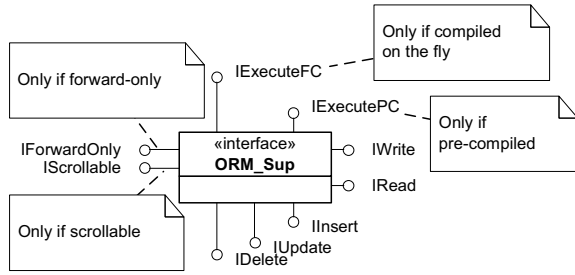 Only if compiled
on the fly
IExecuteFC
Only if forward-only
IExecutePC
Only if
pre-compiled
IForwardOnly
IScrollable
«interface»
ORM_Sup
IWrite
IRead
Only if scrollable
IInsert
IUpdate
IDelete